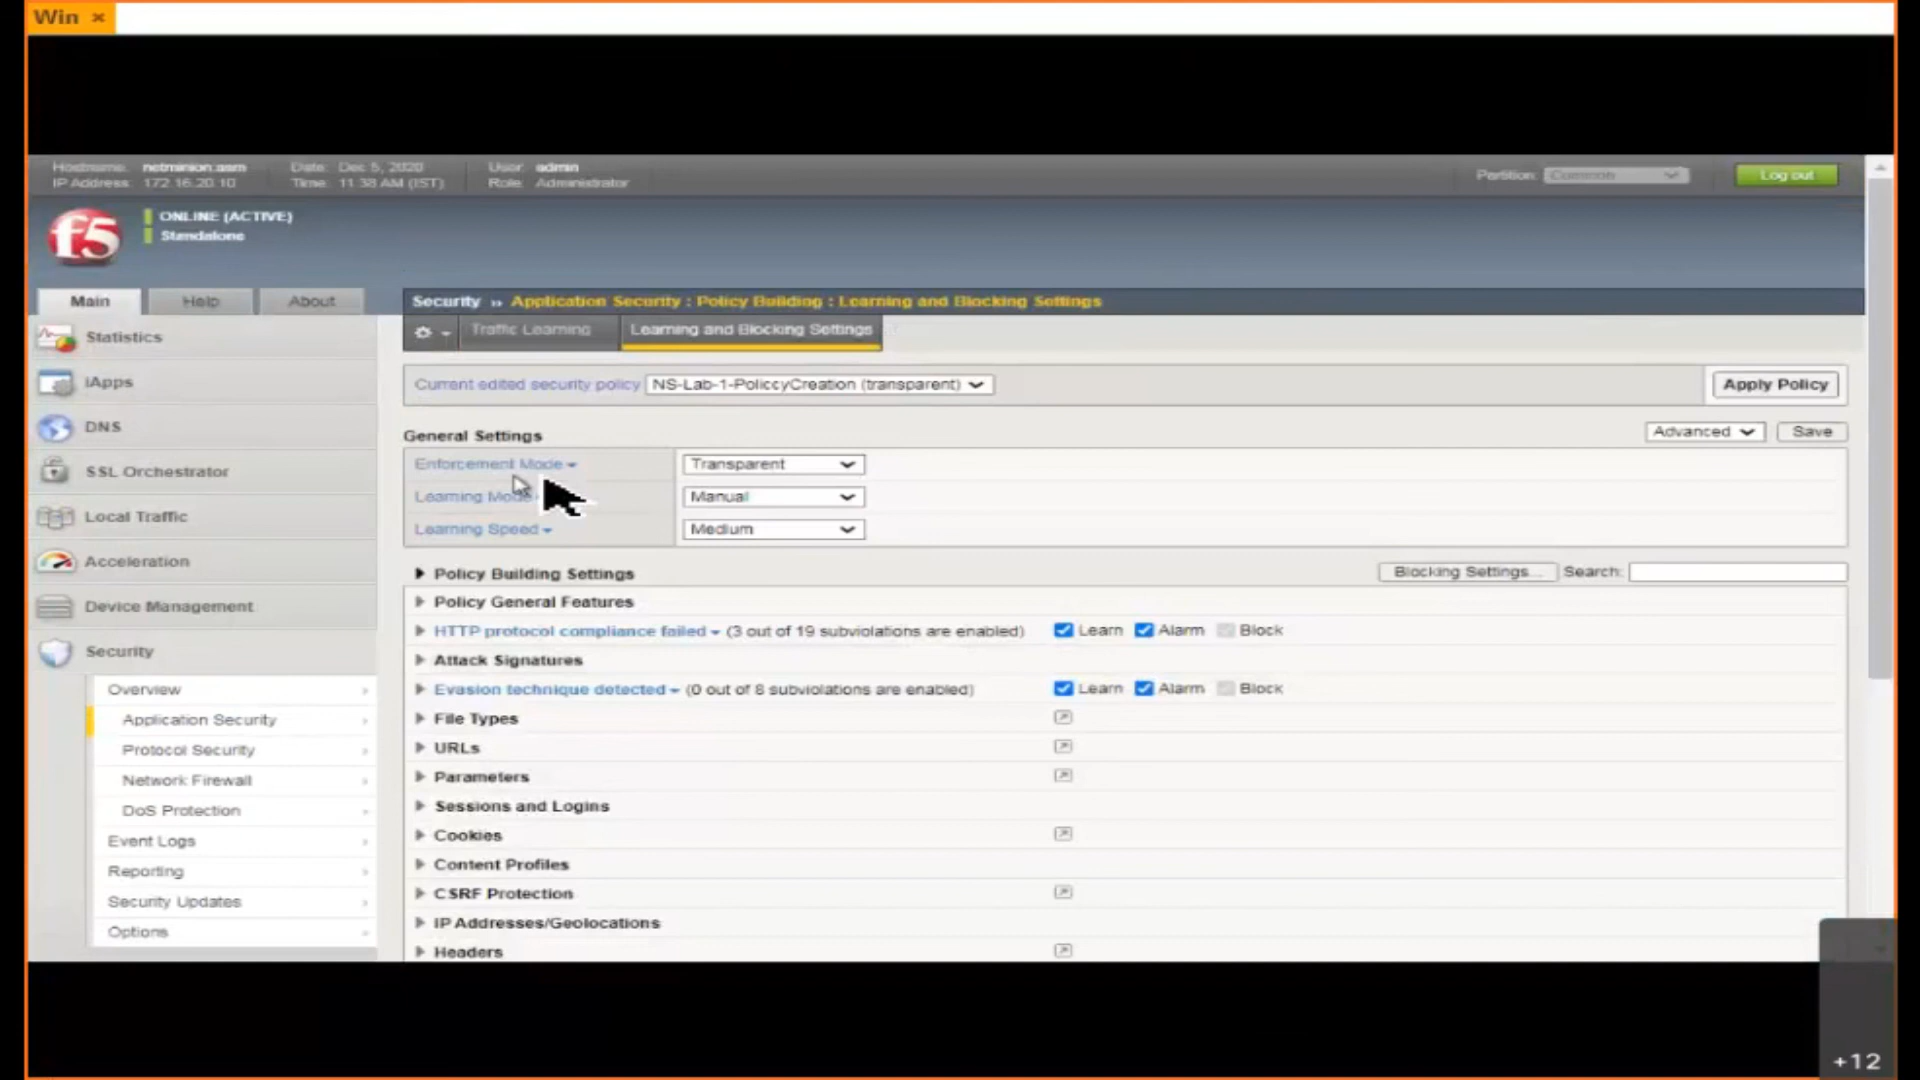 Win ×
Hostname: netminion.asm Date: Dec 5, 2020 User: admin
IP Address: 172.16.20.10 Time: 11:38 AM (IST) Role: Administrator
Partition: Common Log out
f5
ONLINE (ACTIVE)
Standalone
Main Help About
Security ›› Application Security : Policy Building : Learning and Blocking Settings
Traffic Learning Learning and Blocking Settings
Current edited security policy NS-Lab-1-PoliccyCreation (transparent) Apply Policy
General Settings Advanced Save
Enforcement Mode Transparent
Learning Mode Manual
Learning Speed Medium
Policy Building Settings Blocking Settings... Search:
Policy General Features
HTTP protocol compliance failed (3 out of 19 subviolations are enabled) Learn Alarm Block
Attack Signatures
Evasion technique detected (0 out of 8 subviolations are enabled) Learn Alarm Block
File Types
URLs
Parameters
Sessions and Logins
Cookies
Content Profiles
CSRF Protection
IP Addresses/Geolocations
Headers
Statistics
iApps
DNS
SSL Orchestrator
Local Traffic
Acceleration
Device Management
Security
Overview
Application Security
Protocol Security
Network Firewall
DoS Protection
Event Logs
Reporting
Security Updates
Options
+12